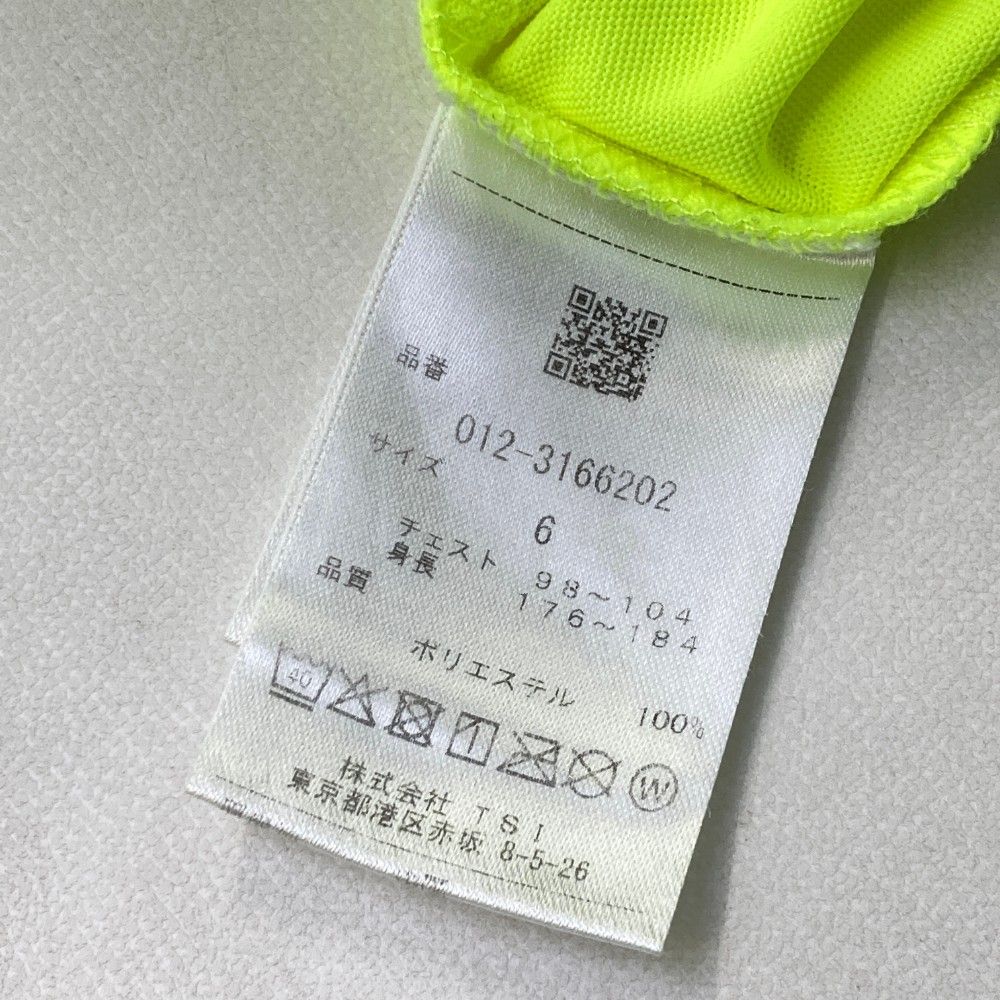 品番
012-3166202
サイズ
6
チェスト 98～104
身長 176～184
品質
ポリエステル 100%
40
W
株式会社 TSI
東京都港区赤坂 8-5-26